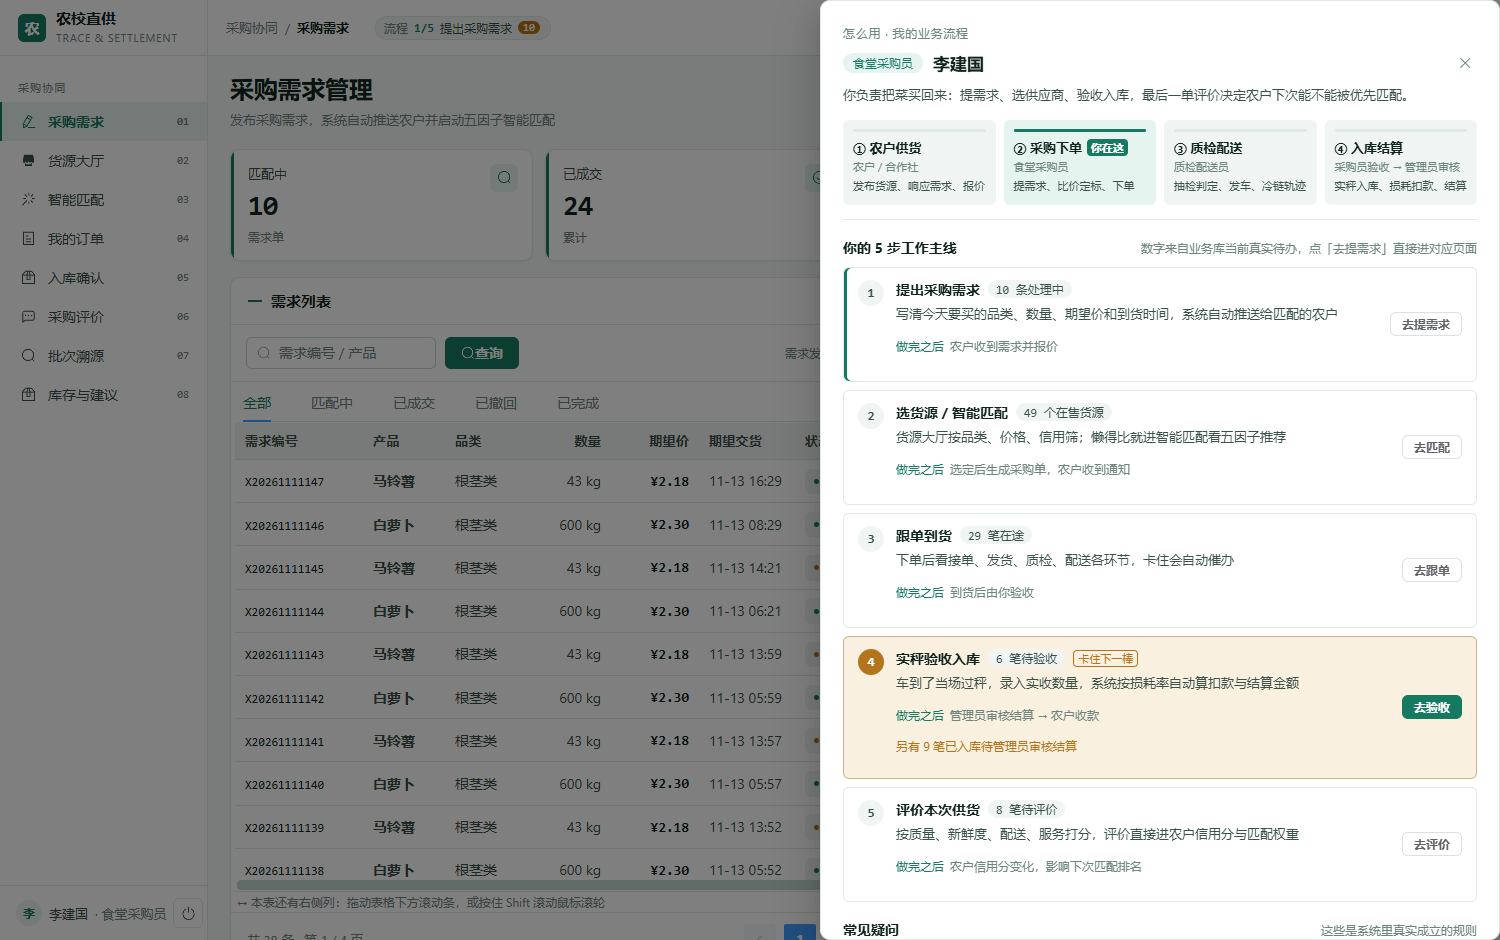 农
农校直供
TRACE & SETTLEMENT
采购协同
采购需求 01
货源大厅 02
智能匹配 03
我的订单 04
入库确认 05
采购评价 06
批次溯源 07
库存与建议 08
李 李建国 · 食堂采购员
采购协同 / 采购需求
流程 1/5 提出采购需求 10
采购需求管理
发布采购需求，系统自动推送农户并启动五因子智能匹配
匹配中
10
需求单
已成交
24
累计
需求列表
需求编号 / 产品
查询
需求发
全部 匹配中 已成交 已撤回 已完成
需求编号 产品 品类 数量 期望价 期望交货
X20261111147 马铃薯 根茎类 43 kg ¥2.18 11-13 16:29
X20261111146 白萝卜 根茎类 600 kg ¥2.30 11-13 08:29
X20261111145 马铃薯 根茎类 43 kg ¥2.18 11-13 14:21
X20261111144 白萝卜 根茎类 600 kg ¥2.30 11-13 06:21
X20261111143 马铃薯 根茎类 43 kg ¥2.18 11-13 13:59
X20261111142 白萝卜 根茎类 600 kg ¥2.30 11-13 05:59
X20261111141 马铃薯 根茎类 43 kg ¥2.18 11-13 13:57
X20261111140 白萝卜 根茎类 600 kg ¥2.30 11-13 05:57
X20261111139 马铃薯 根茎类 43 kg ¥2.18 11-13 13:52
X20261111138 白萝卜 根茎类 600 kg ¥2.30 11-13 05:52
↔ 本表还有右侧列：拖动表格下方滚动条，或按住 Shift 滚动鼠标滚轮
怎么用 · 我的业务流程
食堂采购员 李建国
你负责把菜买回来：提需求、选供应商、验收入库，最后一单评价决定农户下次能不能被优先匹配。
① 农户供货
农户 / 合作社
发布货源、响应需求、报价
② 采购下单 你在这
食堂采购员
提需求、比价定标、下单
③ 质检配送
质检配送员
抽检判定、发车、冷链轨迹
④ 入库结算
采购员验收 → 管理员审核
实秤入库、损耗扣款、结算
你的 5 步工作主线
数字来自业务库当前真实待办，点「去提需求」直接进对应页面
1 提出采购需求 10 条处理中
写清今天要买的品类、数量、期望价和到货时间，系统自动推送给匹配的农户
做完之后 农户收到需求并报价
去提需求
2 选货源 / 智能匹配 49 个在售货源
货源大厅按品类、价格、信用筛；懒得比就进智能匹配看五因子推荐
做完之后 选定后生成采购单，农户收到通知
去匹配
3 跟单到货 29 笔在途
下单后看接单、发货、质检、配送各环节，卡住会自动催办
做完之后 到货后由你验收
去跟单
4 实秤验收入库 6 笔待验收 卡住下一棒
车到了当场过秤，录入实收数量，系统按损耗率自动算扣款与结算金额
做完之后 管理员审核结算 → 农户收款
另有 9 笔已入库待管理员审核结算
去验收
5 评价本次供货 8 笔待评价
按质量、新鲜度、配送、服务打分，评价直接进农户信用分与匹配权重
做完之后 农户信用分变化，影响下次匹配排名
去评价
常见疑问
这些是系统里真实成立的规则